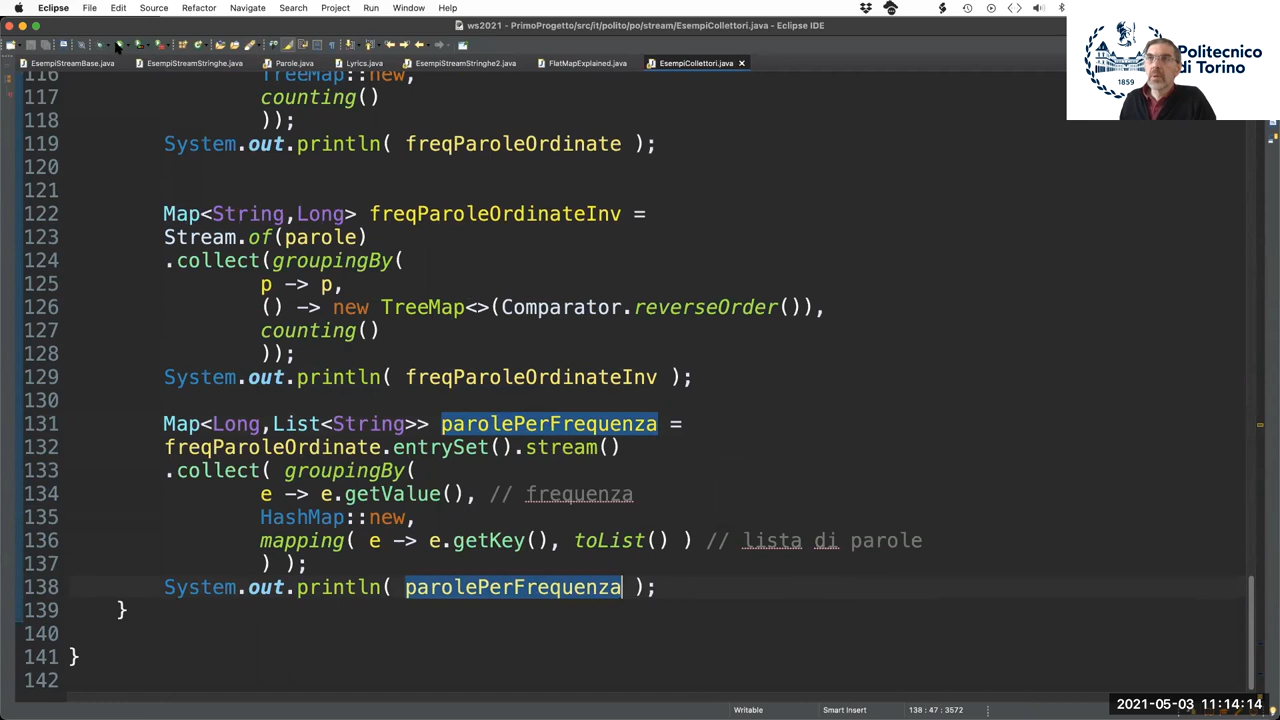 Eclipse File Edit Source Refactor Navigate Search Project Run Window Help
ws2021 - PrimoProgetto/src/it/polito/po/stream/EsempiCollettori.java - Eclipse IDE
EsempiStreamBase.java EsempiStreamStringhe.java Parole.java Lyrics.java EsempiStreamStringhe2.java FlatMapExplained.java EsempiCollettori.java
1859
Politecnico
di Torino
116 TreeMap::new,
117 counting()
118 ));
119 System.out.println( freqParoleOrdinate );
120
121
122 Map<String,Long> freqParoleOrdinateInv =
123 Stream.of(parole)
124 .collect(groupingBy(
125 p -> p,
126 () -> new TreeMap<>(Comparator.reverseOrder()),
127 counting()
128 ));
129 System.out.println( freqParoleOrdinateInv );
130
131 Map<Long,List<String>> parolePerFrequenza =
132 freqParoleOrdinate.entrySet().stream()
133 .collect( groupingBy(
134 e -> e.getValue(), // frequenza
135 HashMap::new,
136 mapping( e -> e.getKey(), toList() ) // lista di parole
137 ) );
138 System.out.println( parolePerFrequenza );
139 }
140
141 }
142
Writable Smart Insert 138 : 47 : 3572
2021-05-03 11:14:14